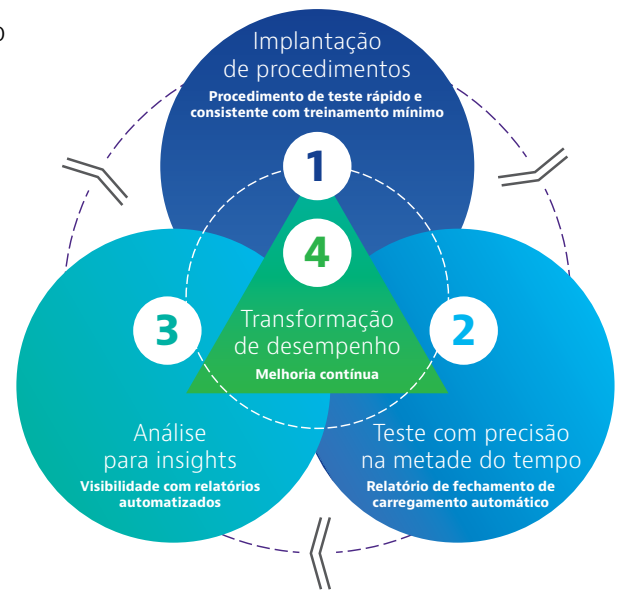 o
Implantação
de procedimentos
Procedimento de teste rápido e
consistente com treinamento mínimo
1
4
Transformação
de desempenho
Melhoria contínua
2
Teste com precisão
na metade do tempo
Relatório de fechamento de
carregamento automático
3
Análise
para insights
Visibilidade com relatórios
automatizados